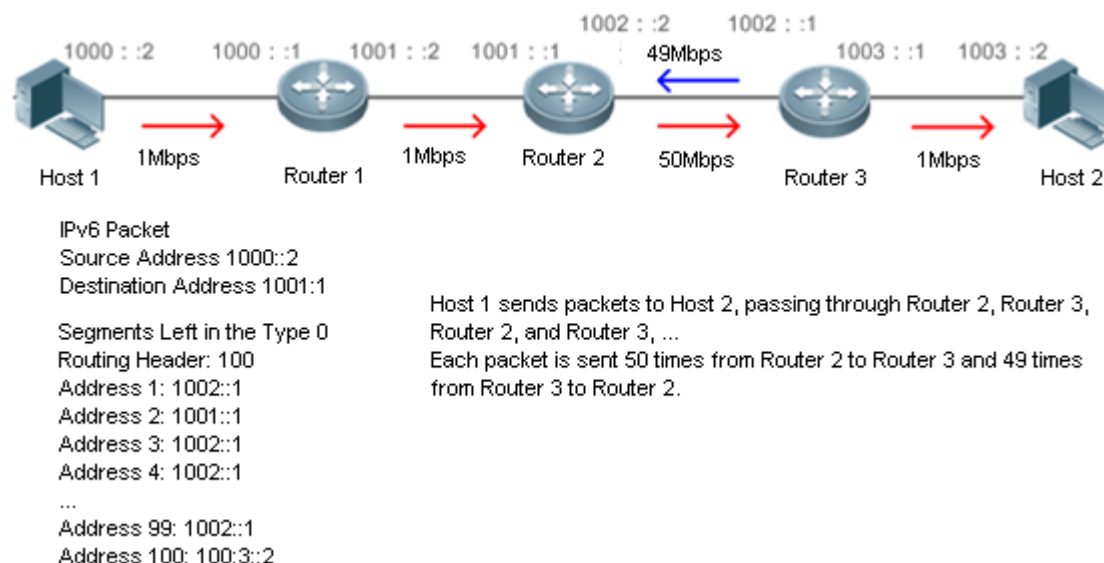 1002 : :2 1002 : :1
1000 : ::2 1000 : ::1 1001 : ::2 1001 : ::1 49Mbps 1003 : ::1 1003 : ::2
1Mbps 1Mbps 50Mbps 1Mbps
Host 1 Router 1 Router 2 Router 3 Host 2
IPv6 Packet
Source Address 1000::2
Destination Address 1001:1
Segments Left in the Type 0
Routing Header: 100
Address 1: 1002::1
Address 2: 1001::1
Address 3: 1002::1
Address 4: 1002::1
...
Address 99: 1002::1
Address 100: 100:3::2
Host 1 sends packets to Host 2, passing through Router 2, Router 3,
Router 2, and Router 3, ...
Each packet is sent 50 times from Router 2 to Router 3 and 49 times
from Router 3 to Router 2.